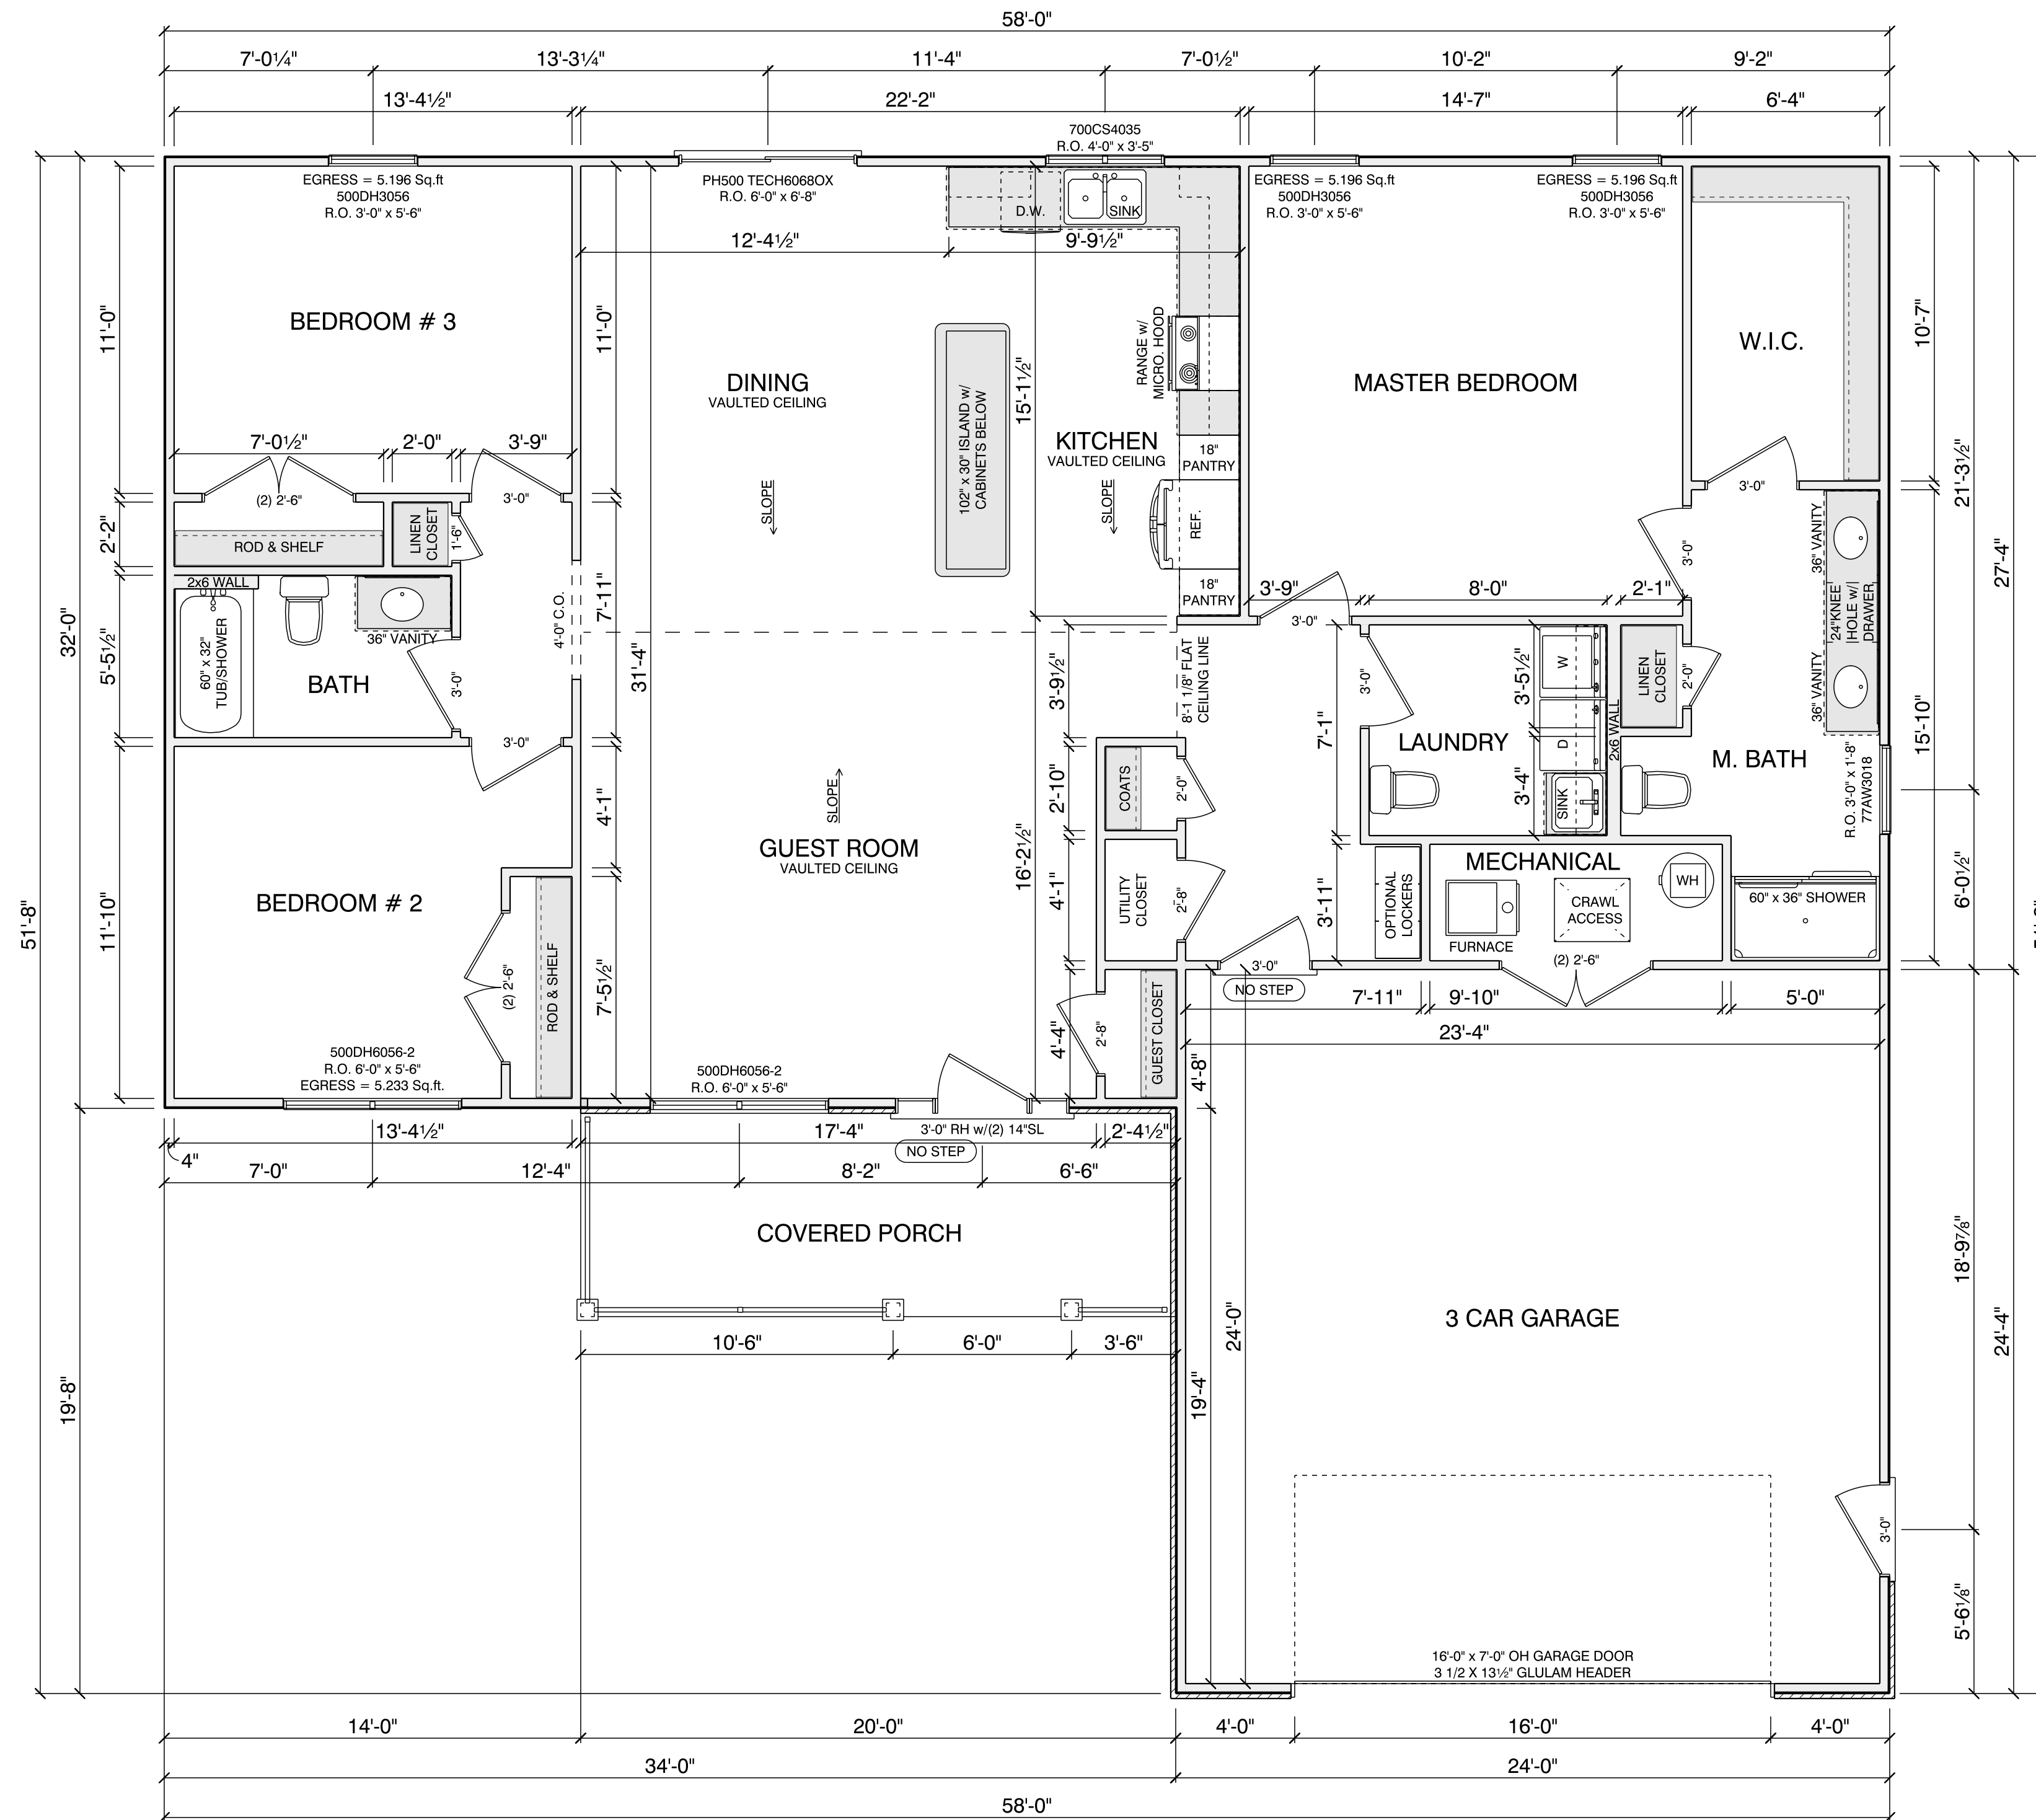 58'-0"
7'-0¼"
13'-3¼"
11'-4"
7'-0½"
10'-2"
9'-2"
13'-4½"
22'-2"
14'-7"
6'-4"
700CS4035
R.O. 4'-0" x 3'-5"
EGRESS = 5.196 Sq.ft
500DH3056
R.O. 3'-0" x 5'-6"
PH500 TECH6068OX
R.O. 6'-0" x 6'-8"
D.W.
SINK
EGRESS = 5.196 Sq.ft
500DH3056
R.O. 3'-0" x 5'-6"
EGRESS = 5.196 Sq.ft
500DH3056
R.O. 3'-0" x 5'-6"
12'-4½"
9'-9½"
BEDROOM # 3
11'-0"
11'-0"
DINING
VAULTED CEILING
102" x 30" ISLAND w/
CABINETS BELOW
15'-1½"
RANGE w/
MICRO. HOOD
KITCHEN
VAULTED CEILING
MASTER BEDROOM
W.I.C.
10'-7"
21'-3½"
27'-4"
7'-0½"
2'-0"
3'-9"
(2) 2'-6"
3'-0"
18"
PANTRY
SLOPE
SLOPE
REF.
18"
PANTRY
3'-0"
2'-2"
ROD & SHELF
LINEN
CLOSET
1'-6"
2x6 WALL
36" VANITY
60" x 32"
TUB/SHOWER
BATH
3'-0"
5'-5½"
32'-0"
51'-8"
4'-0" C.O.
7'-11"
31'-4"
3'-9"
8'-0"
2'-1"
3'-0"
3'-0"
36" VANITY
24"KNEE
HOLE w/
DRAWER
36" VANITY
3'-9½"
8'-1 1/8" FLAT
CEILING LINE
3'-0"
3'-5½"
W
D
2x6 WALL
LINEN
CLOSET
2'-0"
15'-10"
7'-1"
LAUNDRY
3'-4"
SINK
M. BATH
R.O. 3'-0" x 1'-8"
77AW3018
3'-0"
4'-1"
SLOPE
GUEST ROOM
VAULTED CEILING
16'-2½"
2'-10"
COATS
2'-0"
4'-1"
UTILITY
CLOSET
2'-8"
3'-11"
OPTIONAL
LOCKERS
MECHANICAL
FURNACE
CRAWL
ACCESS
WH
(2) 2'-6"
60" x 36" SHOWER
6'-0½"
BEDROOM # 2
11'-10"
(2) 2'-6"
ROD & SHELF
7'-5½"
3'-0"
NO STEP
7'-11"
9'-10"
5'-0"
23'-4"
4'-4"
2'-8"
GUEST CLOSET
4'-8"
500DH6056-2
R.O. 6'-0" x 5'-6"
EGRESS = 5.233 Sq.ft.
500DH6056-2
R.O. 6'-0" x 5'-6"
13'-4½"
17'-4"
3'-0" RH w/(2) 14"SL
NO STEP
2'-4½"
4"
7'-0"
12'-4"
8'-2"
6'-6"
COVERED PORCH
18'-9⅞"
24'-4"
24'-0"
3 CAR GARAGE
10'-6"
6'-0"
3'-6"
19'-8"
19'-4"
3'-0"
5'-6⅛"
16'-0" x 7'-0" OH GARAGE DOOR
3 1/2 X 13½" GLULAM HEADER
14'-0"
20'-0"
4'-0"
16'-0"
4'-0"
34'-0"
24'-0"
58'-0"